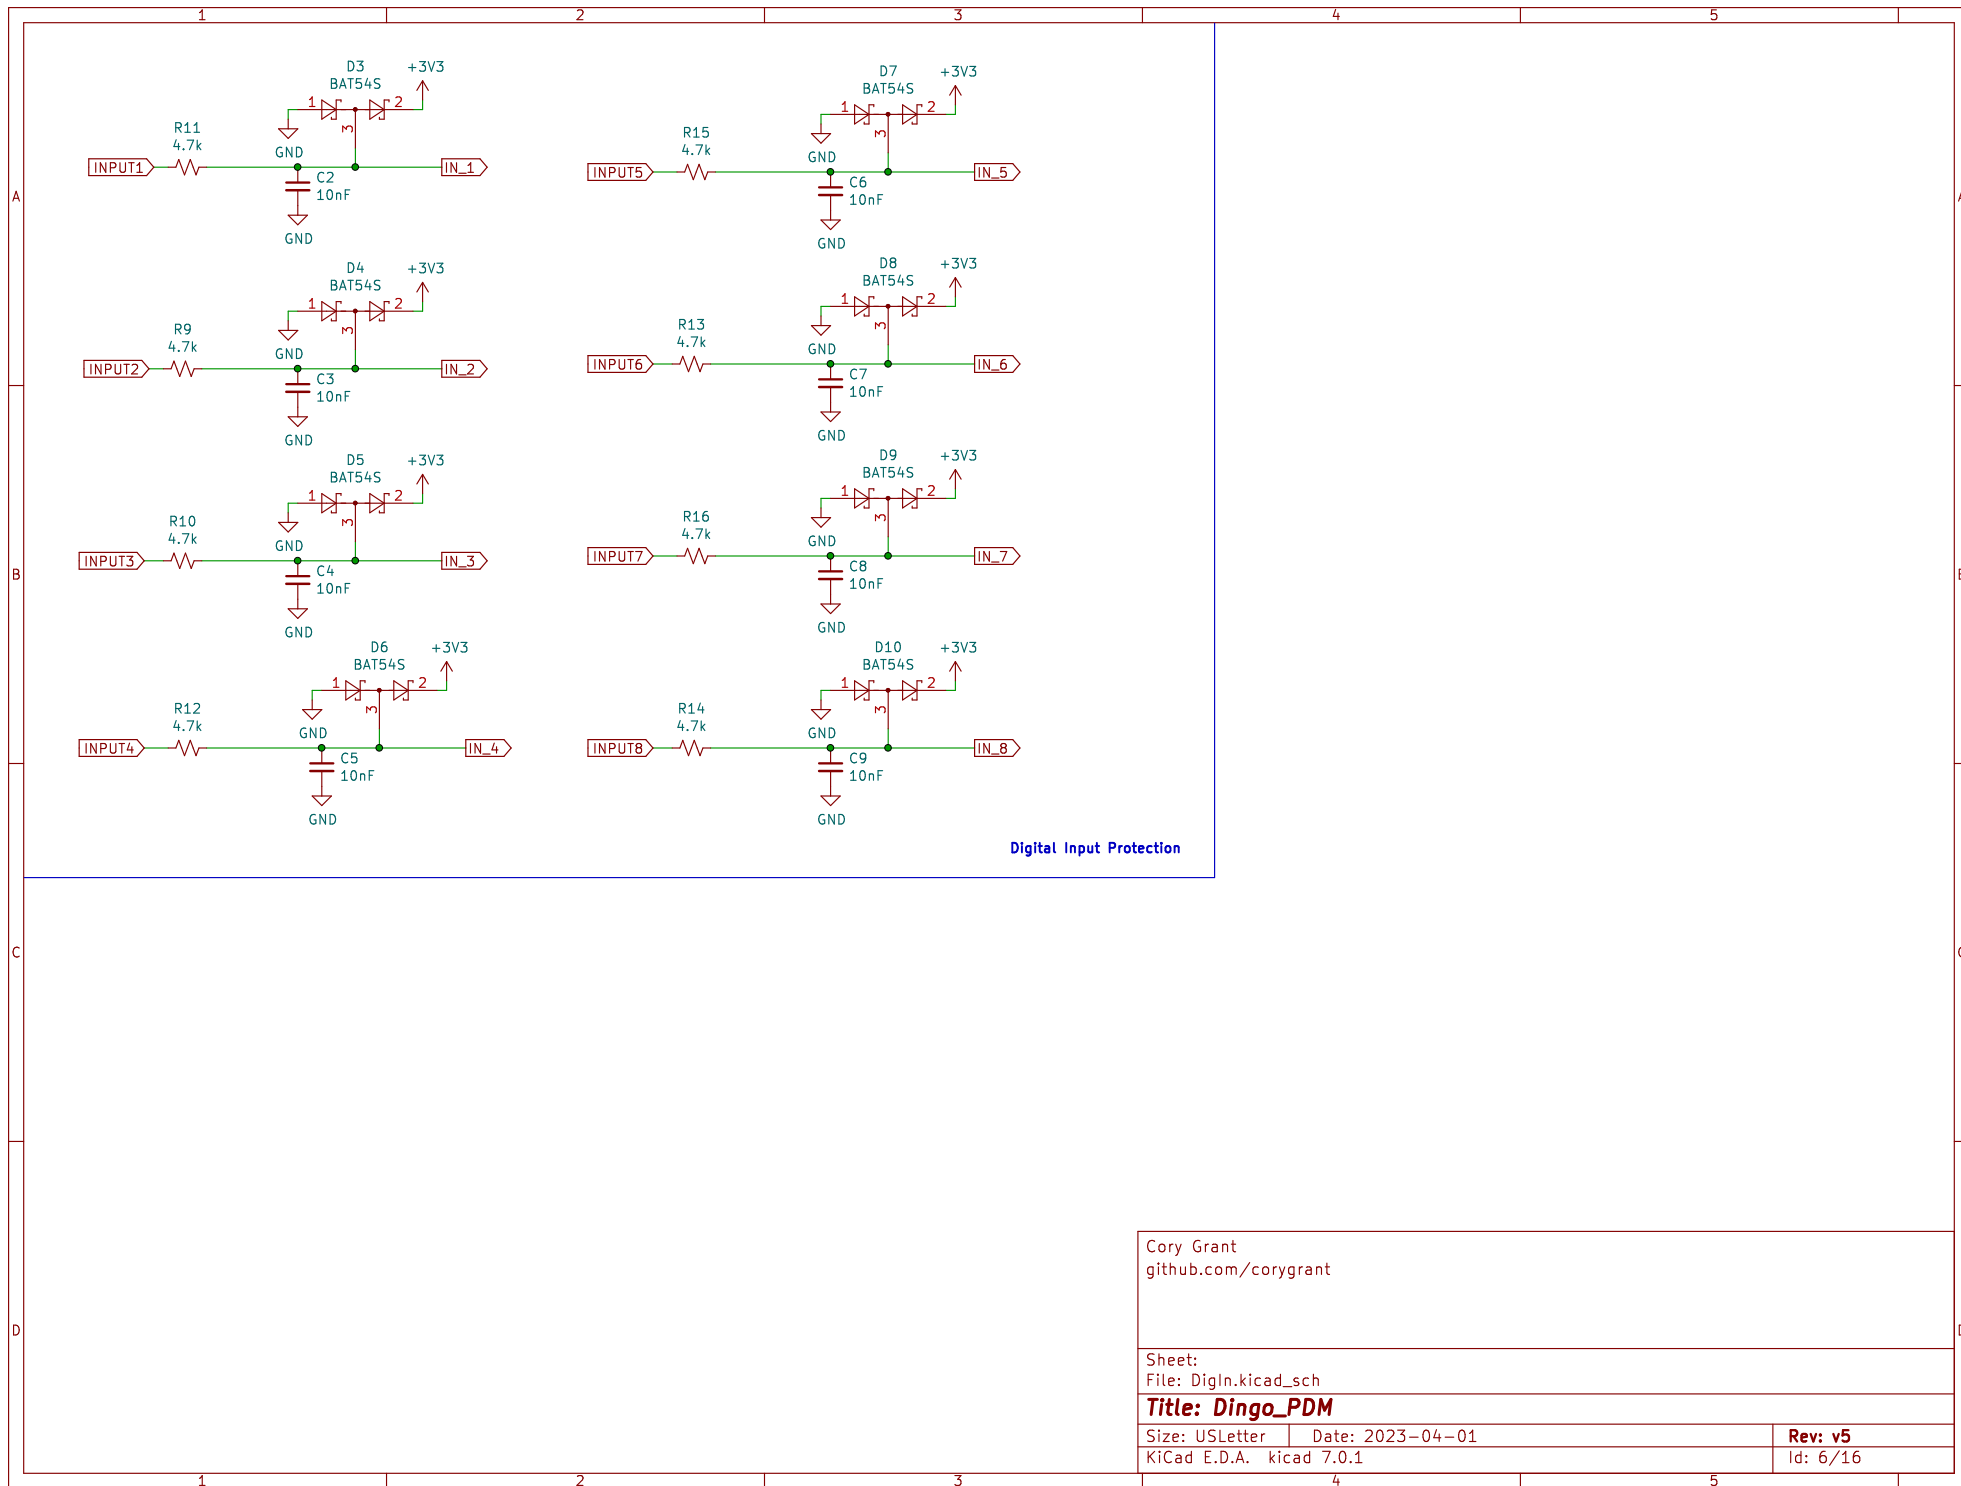 1 2 3 4 5
D3 +3V3
BAT54S
1 2
3
R11
4.7k
GND
INPUT1 IN_1
C2
10nF
GND
D7 +3V3
BAT54S
1 2
3
R15
4.7k
GND
INPUT5 IN_5
C6
10nF
GND
A
D4 +3V3
BAT54S
1 2
3
R9
4.7k
GND
INPUT2 IN_2
C3
10nF
GND
D8 +3V3
BAT54S
1 2
3
R13
4.7k
GND
INPUT6 IN_6
C7
10nF
GND
D5 +3V3
BAT54S
1 2
3
R10
4.7k
GND
INPUT3 IN_3
C4
10nF
GND
D9 +3V3
BAT54S
1 2
3
R16
4.7k
GND
INPUT7 IN_7
C8
10nF
GND
B
D6 +3V3
BAT54S
1 2
3
R12
4.7k
GND
INPUT4 IN_4
C5
10nF
GND
D10 +3V3
BAT54S
1 2
3
R14
4.7k
GND
INPUT8 IN_8
C9
10nF
GND
Digital Input Protection
C
D
Cory Grant
github.com/corygrant
Sheet:
File: DigIn.kicad_sch
Title: Dingo_PDM
Size: USLetter Date: 2023-04-01 Rev: v5
KiCad E.D.A. kicad 7.0.1 Id: 6/16
1 2 3 4 5